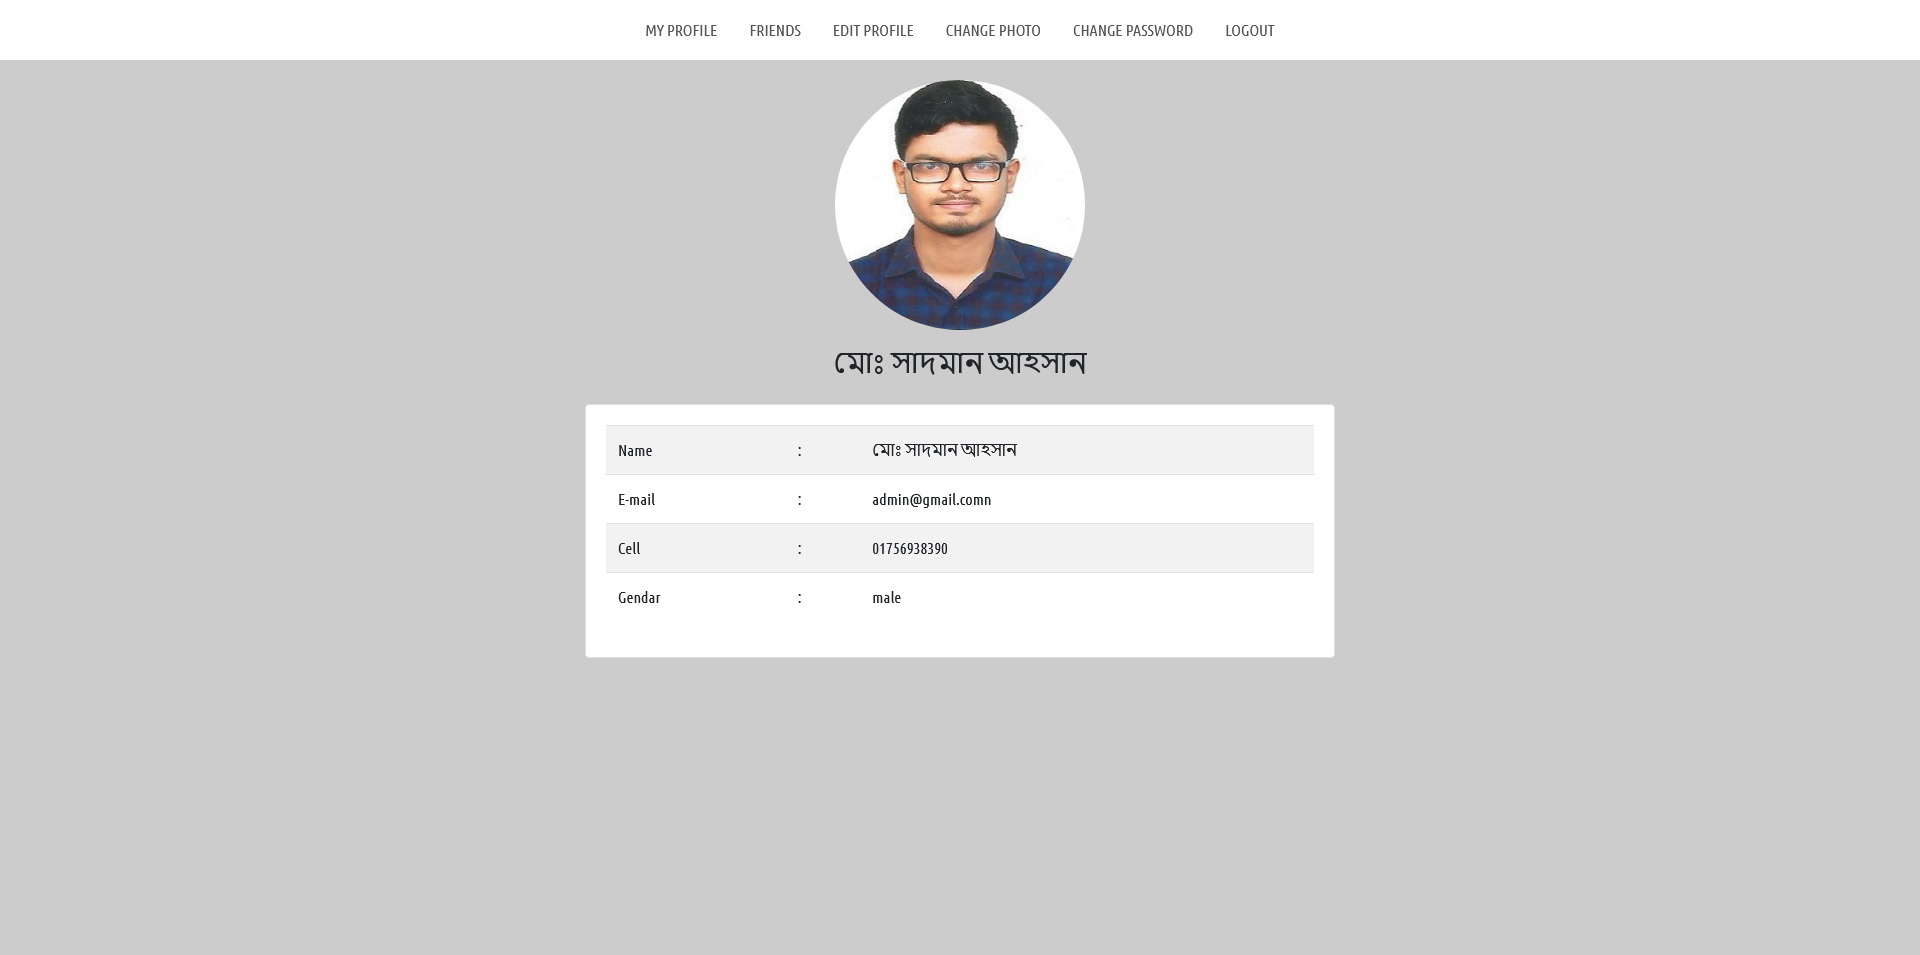 MY PROFILE FRIENDS EDIT PROFILE CHANGE PHOTO CHANGE PASSWORD LOGOUT
মোঃ সাদমান আহসান
Name : মোঃ সাদমান আহসান
E-mail : admin@gmail.comn
Cell : 01756938390
Gendar : male